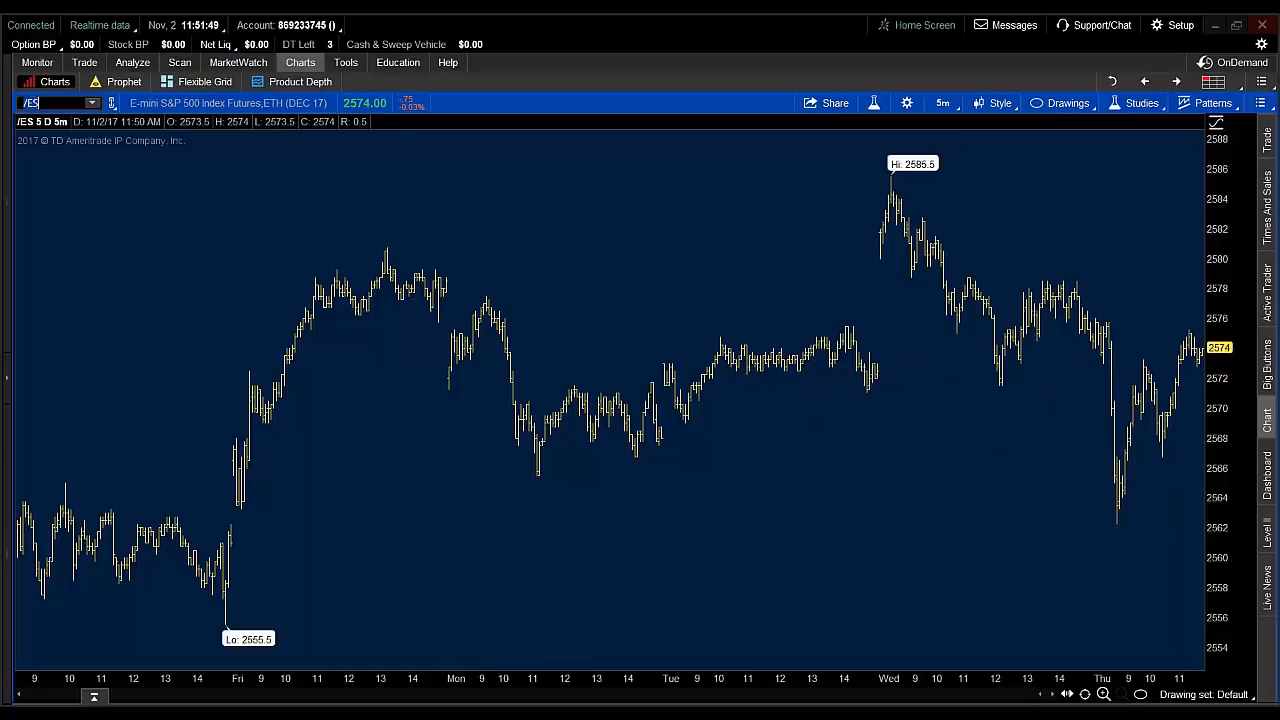 Connected Realtime data Nov, 2 11:51:49 Account: 869233745 () Home Screen Messages Support/Chat Setup
Option BP $0.00 Stock BP $0.00 Net Liq $0.00 DT Left 3 Cash & Sweep Vehicle $0.00
Monitor Trade Analyze Scan MarketWatch Charts Tools Education Help OnDemand
Charts Prophet Flexible Grid Product Depth
/ES E-mini S&P 500 Index Futures,ETH (DEC 17) 2574.00 -.75 -0.03% Share 5m Style Drawings Studies Patterns
/ES 5 D 5m D: 11/2/17 11:50 AM O: 2573.5 H: 2574 L: 2573.5 C: 2574 R: 0.5
2017 © TD Ameritrade IP Company, Inc.
Hi: 2585.5
Lo: 2555.5
2588
2586
2584
2582
2580
2578
2576
2574
2572
2570
2568
2566
2564
2562
2560
2558
2556
2554
9 10 11 12 13 14 Fri 9 10 11 12 13 14 Mon 10 11 12 13 14 Tue 9 10 11 12 13 14 Wed 9 10 11 12 13 14 Thu 9 10 11
Drawing set: Default
Trade
Times And Sales
Active Trader
Big Buttons
Chart
Dashboard
Level II
Live News